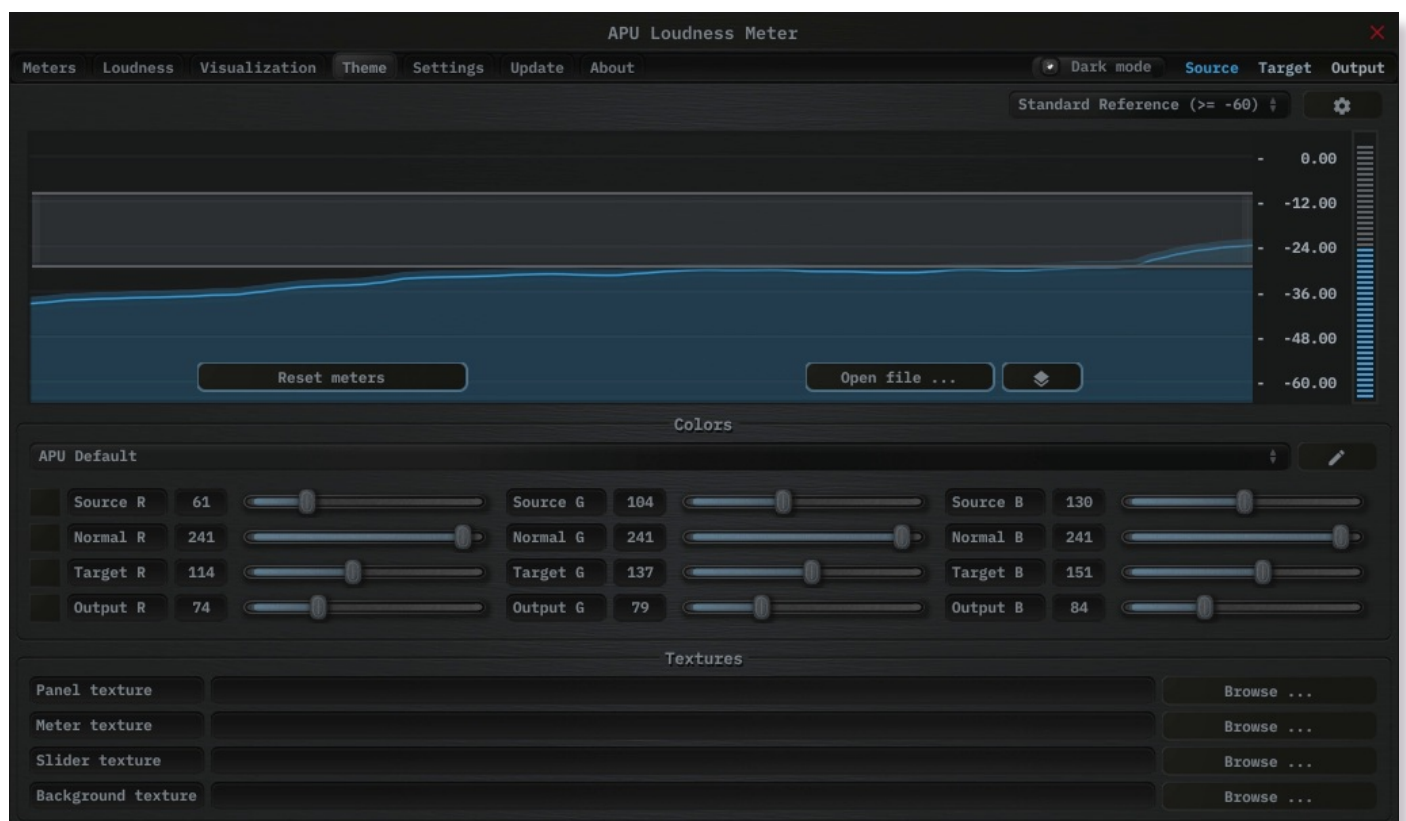 APU Loudness Meter
Meters Loudness Visualization Theme Settings Update About Dark mode Source Target Output
Standard Reference (>= -60)
- 0.00
- -12.00
- -24.00
- -36.00
- -48.00
- -60.00
Reset meters Open file ...
Colors
APU Default
Source R 61 Source G 104 Source B 130
Normal R 241 Normal G 241 Normal B 241
Target R 114 Target G 137 Target B 151
Output R 74 Output G 79 Output B 84
Textures
Panel texture Browse ...
Meter texture Browse ...
Slider texture Browse ...
Background texture Browse ...